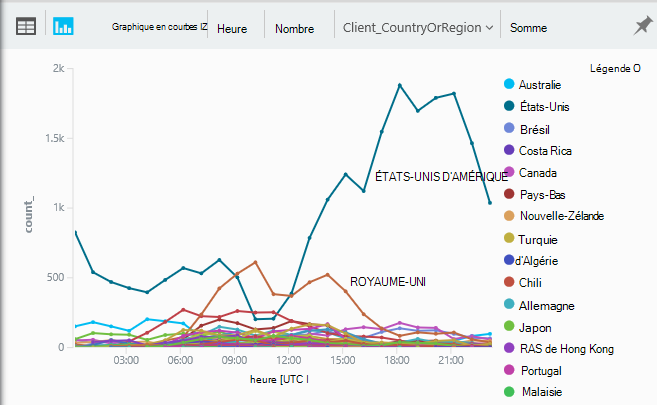 Graphique en courbes IZ
Heure
Nombre
Client_CountryOrRegion
Somme
Légende O
2k
1.5k
1k
500
0
count_
ÉTATS-UNIS D'AMÉRIQUE
ROYAUME-UNI
03:00
06:00
09:00
12:00
15:00
18:00
21:00
heure [UTC I
Australie
États-Unis
Brésil
Costa Rica
Canada
Pays-Bas
Nouvelle-Zélande
Turquie
d'Algérie
Chili
Allemagne
Japon
RAS de Hong Kong
Portugal
Malaisie